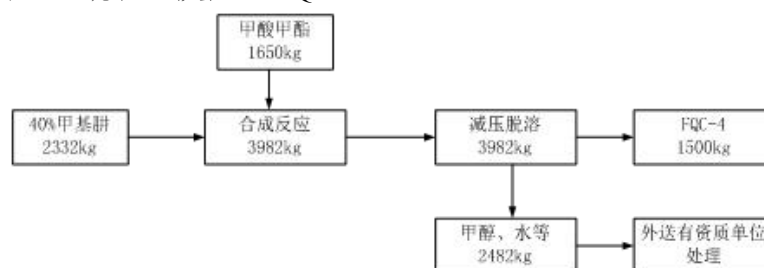 甲酸甲酯
1650kg
40%甲基肼
2332kg
合成反应
3982kg
减压脱溶
3982kg
FQC-4
1500kg
甲醇、水等
2482kg
外送有资质单位
处理